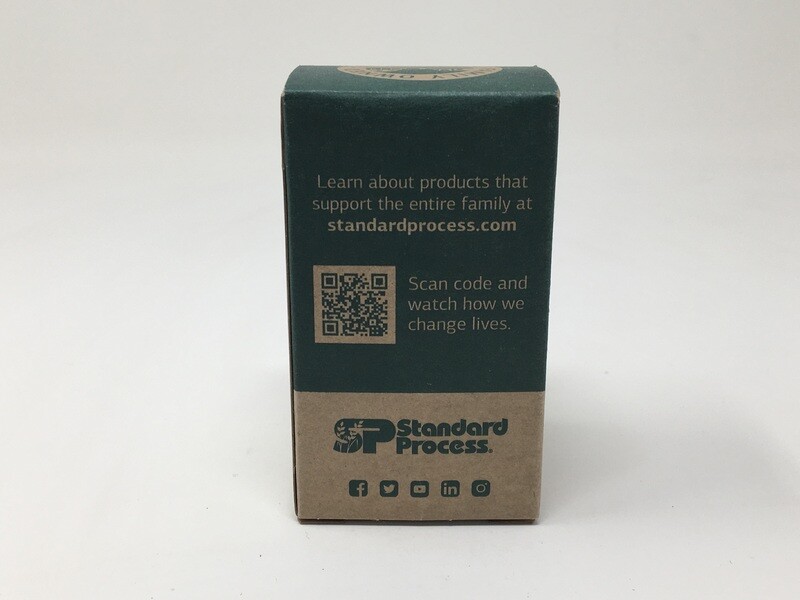 Learn about products that
support the entire family at
standardprocess.com
Scan code and
watch how we
change lives.
SP Standard
Process.